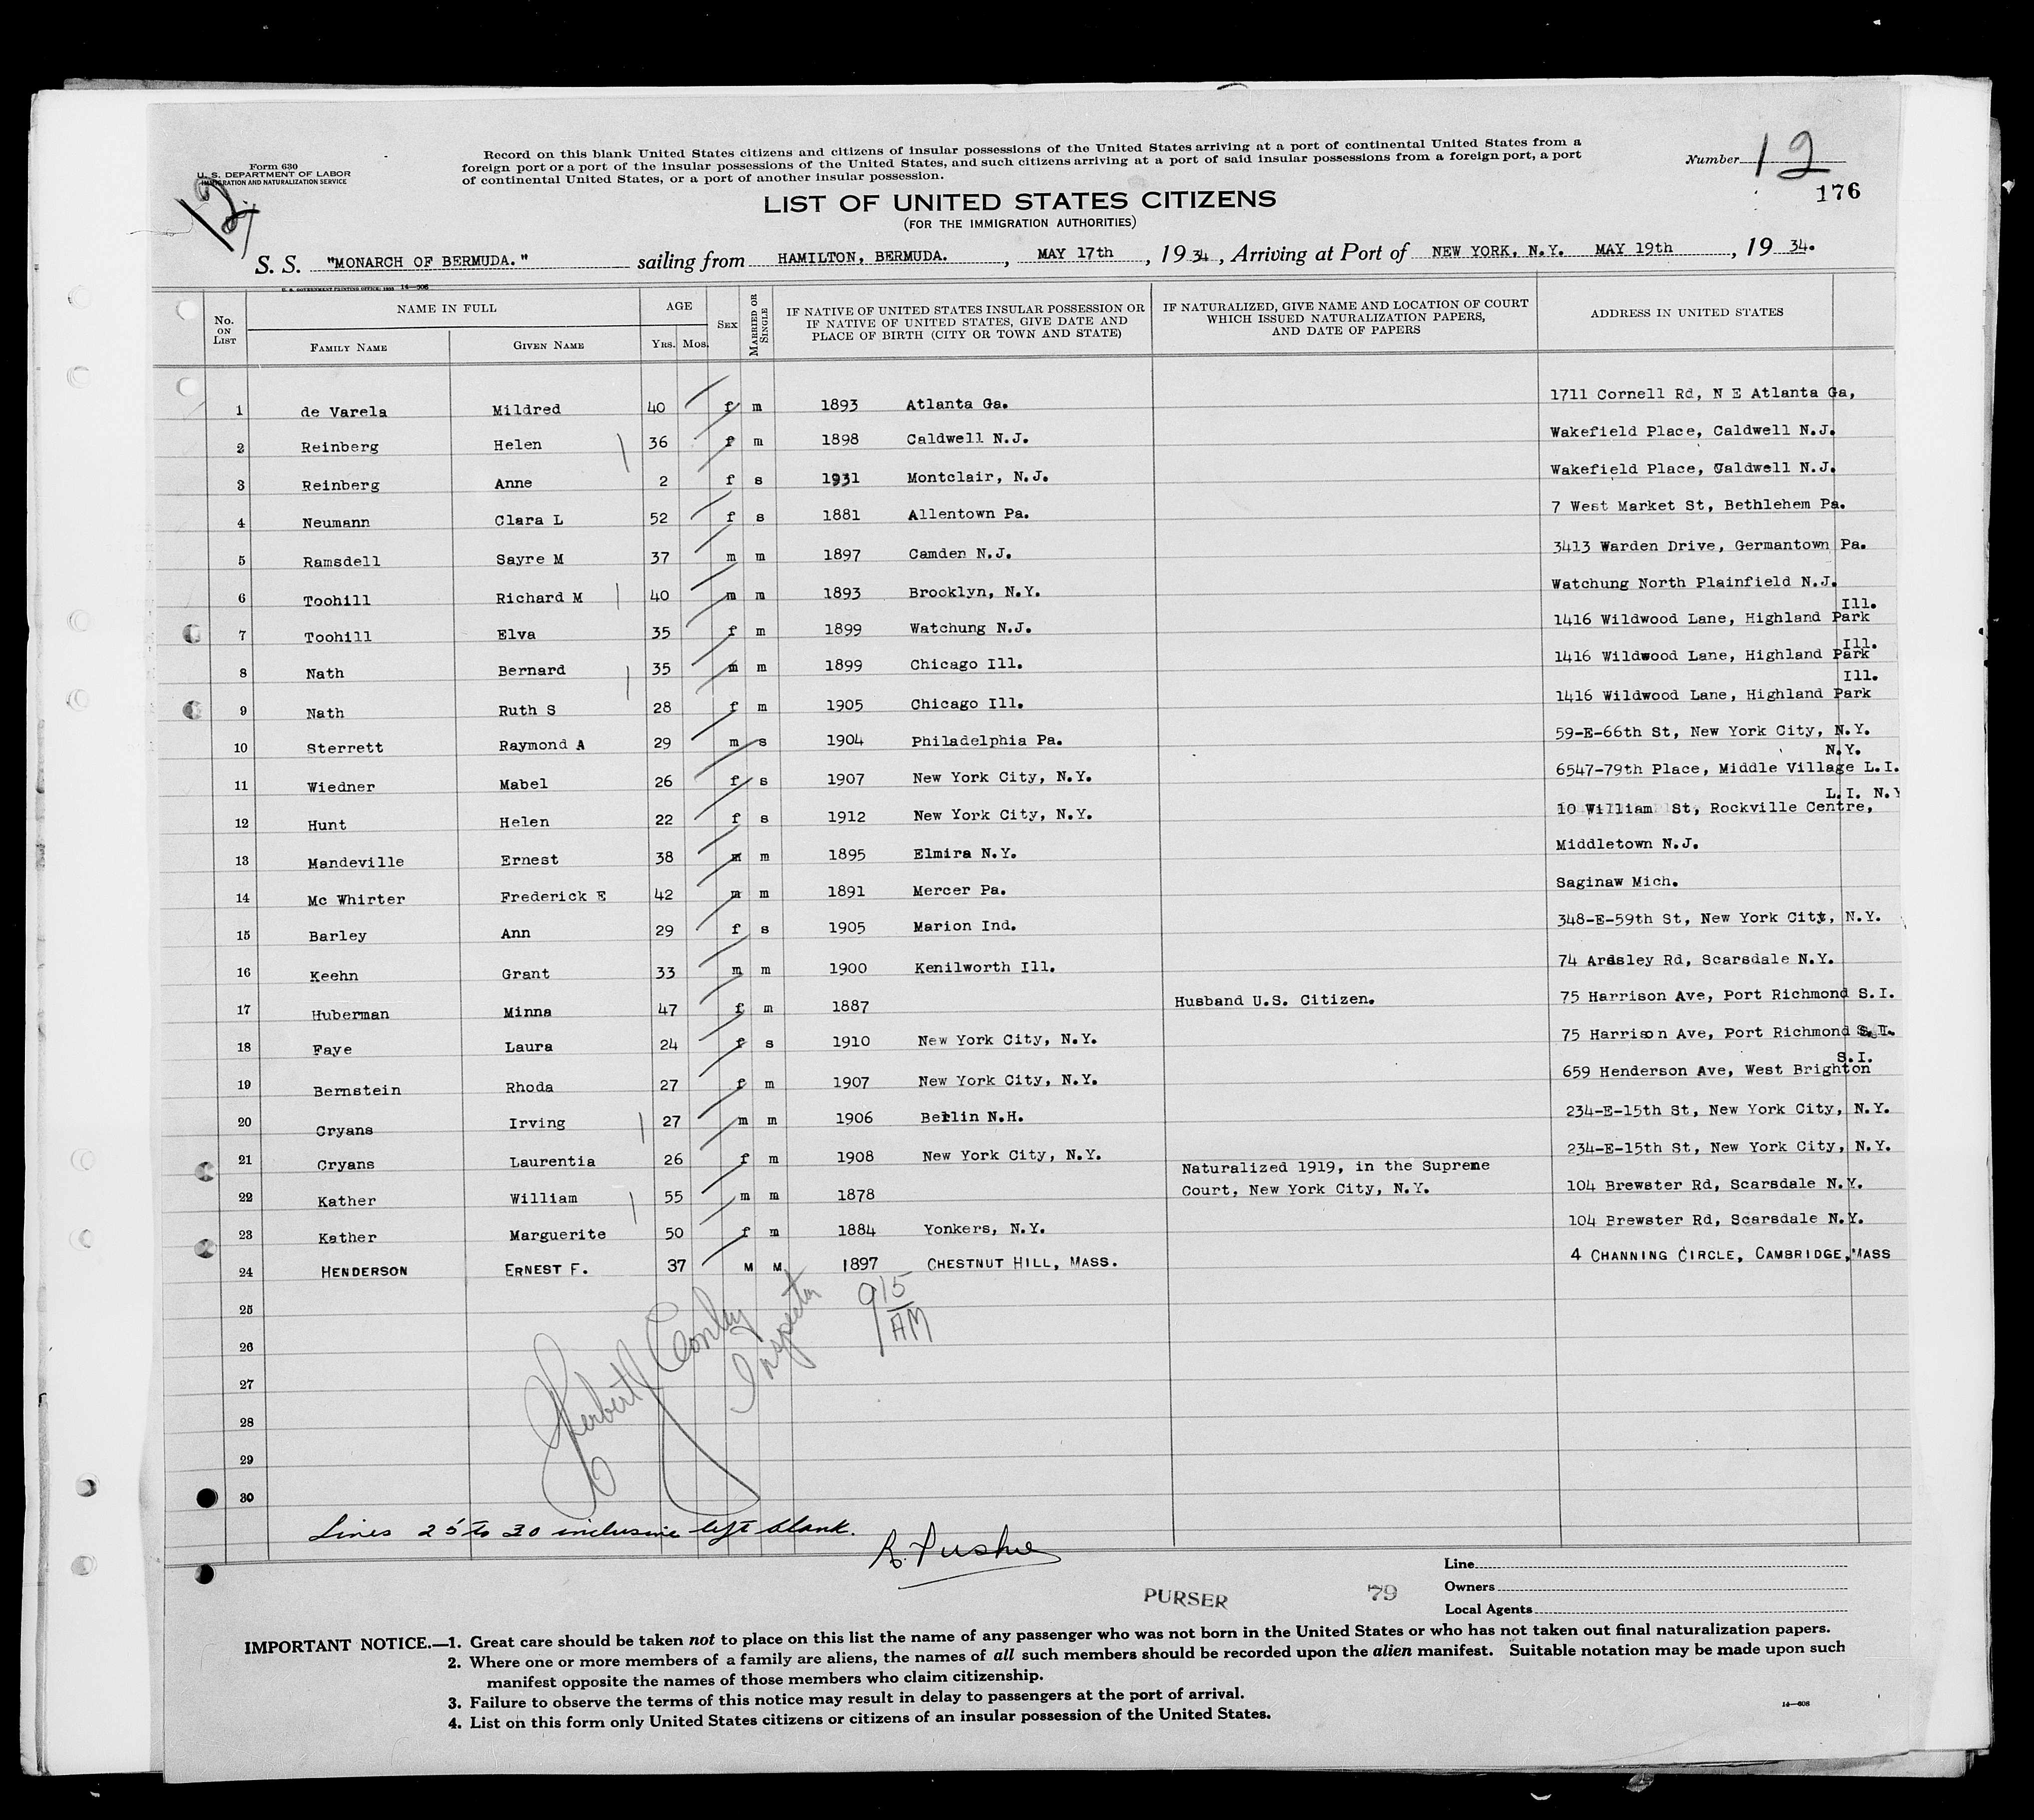 Form 630
U. S. DEPARTMENT OF LABOR
IMMIGRATION AND NATURALIZATION SERVICE
12
Record on this blank United States citizens and citizens of insular possessions of the United States arriving at a port of continental United States from a
foreign port or a port of the insular possessions of the United States, and such citizens arriving at a port of said insular possessions from a foreign port, a port
of continental United States, or a port of another insular possession.
Number 12
176
LIST OF UNITED STATES CITIZENS
(FOR THE IMMIGRATION AUTHORITIES)
S. S. "MONARCH OF BERMUDA." sailing from HAMILTON, BERMUDA. , MAY 17th , 1934 , Arriving at Port of NEW YORK, N.Y. MAY 19th , 19 34.
U. S. GOVERNMENT PRINTING OFFICE: 1933 14—608
No. ON LIST NAME IN FULL AGE SEX MARRIED OR SINGLE IF NATIVE OF UNITED STATES INSULAR POSSESSION OR IF NATIVE OF UNITED STATES, GIVE DATE AND PLACE OF BIRTH (CITY OR TOWN AND STATE) IF NATURALIZED, GIVE NAME AND LOCATION OF COURT WHICH ISSUED NATURALIZATION PAPERS, AND DATE OF PAPERS ADDRESS IN UNITED STATES
FAMILY NAME GIVEN NAME YRS. MOS.
1 de Varela Mildred 40 f m 1893 Atlanta Ga. 1711 Cornell Rd, N E Atlanta Ga,
2 Reinberg Helen 36 f m 1898 Caldwell N.J. Wakefield Place, Caldwell N.J.
3 Reinberg Anne 2 f s 1931 Montclair, N.J. Wakefield Place, Caldwell N.J.
4 Neumann Clara L 52 f s 1881 Allentown Pa. 7 West Market St, Bethlehem Pa.
5 Ramsdell Sayre M 37 m m 1897 Camden N.J. 3413 Warden Drive, Germantown Pa.
6 Toohill Richard M 40 m m 1893 Brooklyn, N.Y. Watchung North Plainfield N.J.
7 Toohill Elva 35 f m 1899 Watchung N.J. 1416 Wildwood Lane, Highland Park Ill.
8 Nath Bernard 35 m m 1899 Chicago Ill. 1416 Wildwood Lane, Highland Park Ill.
9 Nath Ruth S 28 f m 1905 Chicago Ill. 1416 Wildwood Lane, Highland Park Ill.
10 Sterrett Raymond A 29 m s 1904 Philadelphia Pa. 59-E-66th St, New York City, N.Y.
11 Wiedner Mabel 26 f s 1907 New York City, N.Y. 6547-79th Place, Middle Village L.I. N.Y.
12 Hunt Helen 22 f s 1912 New York City, N.Y. 10 William St, Rockville Centre, L.I. N.Y
13 Mandeville Ernest 38 m m 1895 Elmira N.Y. Middletown N.J.
14 Mc Whirter Frederick E 42 m m 1891 Mercer Pa. Saginaw Mich.
15 Barley Ann 29 f s 1905 Marion Ind. 348-E-59th St, New York City, N.Y.
16 Keehn Grant 33 m m 1900 Kenilworth Ill. 74 Ardsley Rd, Scarsdale N.Y.
17 Huberman Minna 47 f m 1887 Husband U.S. Citizen. 75 Harrison Ave, Port Richmond S.I.
18 Faye Laura 24 f s 1910 New York City, N.Y. 75 Harrison Ave, Port Richmond S.I.
19 Bernstein Rhoda 27 f m 1907 New York City, N.Y. 659 Henderson Ave, West Brighton S.I.
20 Cryans Irving 27 m m 1906 Berlin N.H. 234-E-15th St, New York City, N.Y.
21 Cryans Laurentia 26 f m 1908 New York City, N.Y. 234-E-15th St, New York City, N.Y.
22 Kather William 55 m m 1878 Naturalized 1919, in the Supreme Court, New York City, N.Y. 104 Brewster Rd, Scarsdale N.Y.
23 Kather Marguerite 50 f m 1884 Yonkers, N.Y. 104 Brewster Rd, Scarsdale N.Y.
24 HENDERSON ERNEST F. 37 M M 1897 CHESTNUT HILL, MASS. 4 CHANNING CIRCLE, CAMBRIDGE, MASS
25
26
27
28
29
30
Herbert Conlay
Inspector
915
AM
Lines 25 to 30 inclusive left blank.
PURSER
79
Line
Owners
Local Agents
IMPORTANT NOTICE.—1. Great care should be taken not to place on this list the name of any passenger who was not born in the United States or who has not taken out final naturalization papers.
2. Where one or more members of a family are aliens, the names of all such members should be recorded upon the alien manifest. Suitable notation may be made upon such
manifest opposite the names of those members who claim citizenship.
3. Failure to observe the terms of this notice may result in delay to passengers at the port of arrival.
4. List on this form only United States citizens or citizens of an insular possession of the United States.
14—608